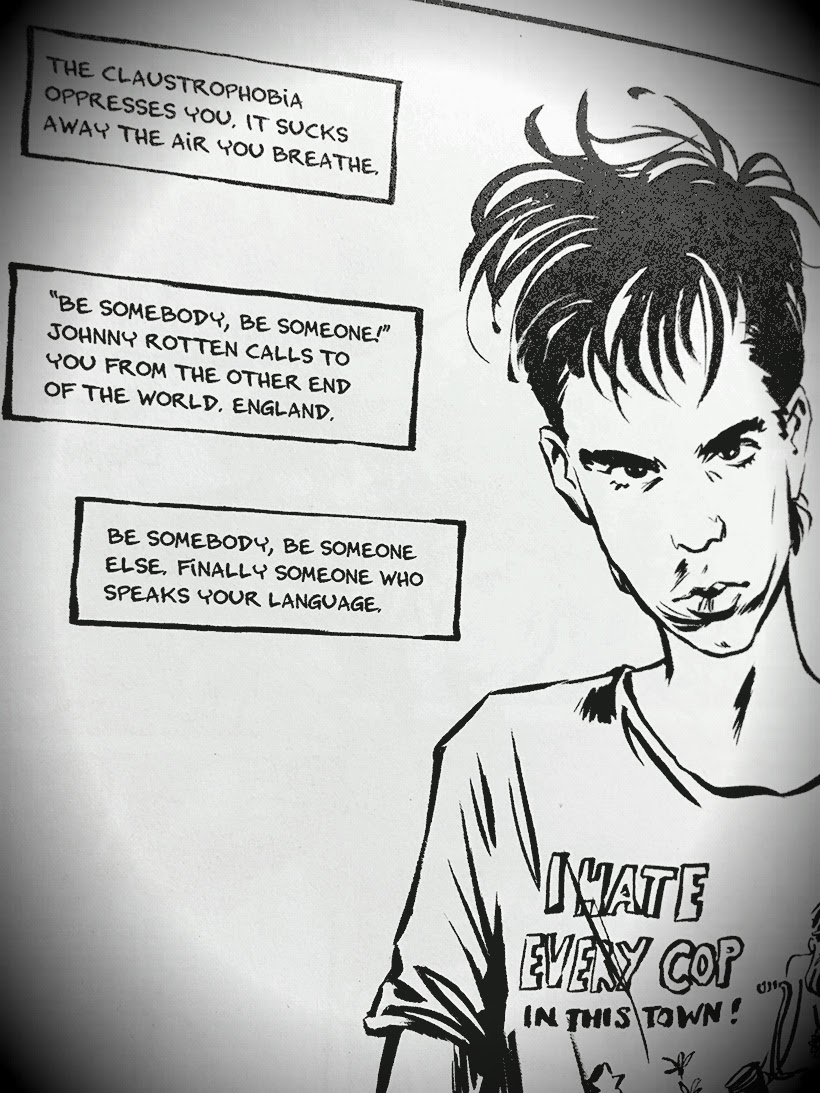 THE CLAUSTROPHOBIA
OPPRESSES YOU. IT SUCKS
AWAY THE AIR YOU BREATHE.
"BE SOMEBODY, BE SOMEONE!"
JOHNNY ROTTEN CALLS TO
YOU FROM THE OTHER END
OF THE WORLD. ENGLAND.
BE SOMEBODY, BE SOMEONE
ELSE. FINALLY SOMEONE WHO
SPEAKS YOUR LANGUAGE.
I HATE
EVERY COP
IN THIS TOWN!